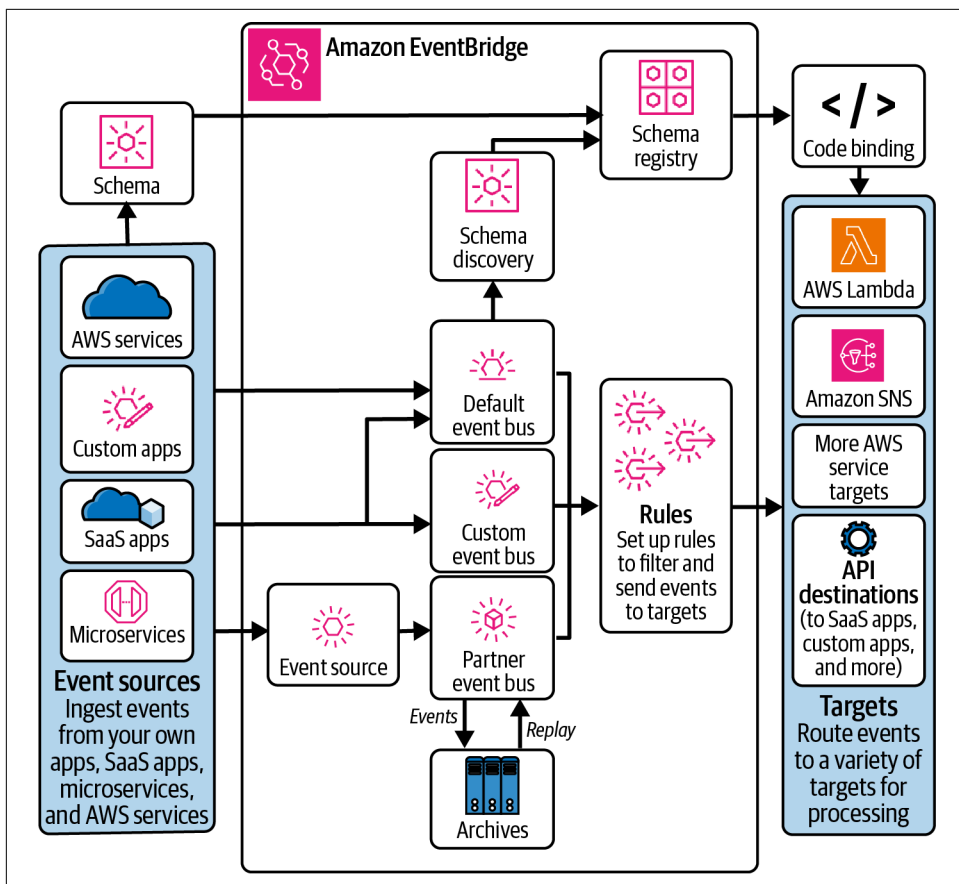 Amazon EventBridge
Schema
Schema
registry
</>
Code binding
Schema
discovery
AWS services
Custom apps
SaaS apps
Microservices
Event sources
Ingest events
from your own
apps, SaaS apps,
microservices,
and AWS services
Default
event bus
Custom
event bus
Event source
Partner
event bus
Events
Replay
Archives
Rules
Set up rules
to filter and
send events
to targets
AWS Lambda
Amazon SNS
More AWS
service
targets
API
destinations
(to SaaS apps,
custom apps,
and more)
Targets
Route events
to a variety of
targets for
processing